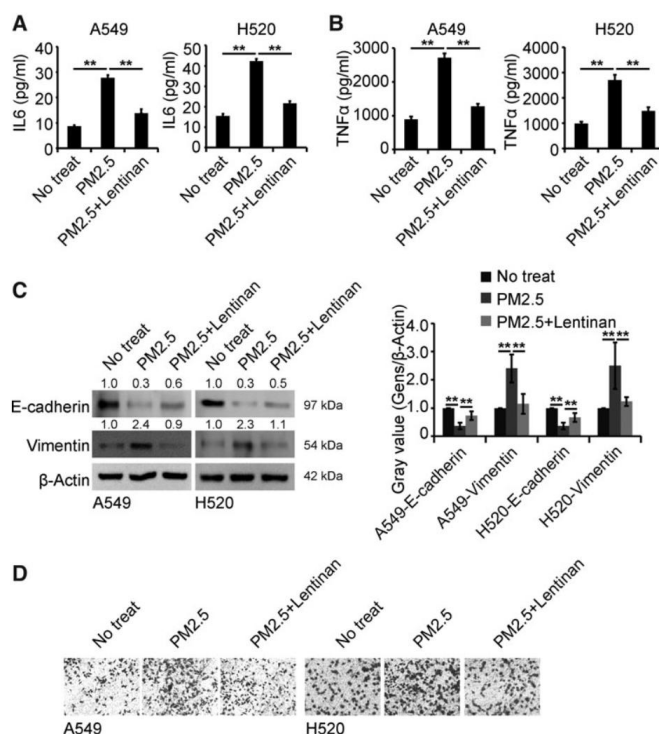 A
A549
H520
IL6 (pg/ml)
40
30
20
10
0
**
**
No treat
PM2.5
PM2.5+Lentinan
IL6 (pg/ml)
50
40
30
20
10
0
**
**
No treat
PM2.5
PM2.5+Lentinan
B
A549
H520
TNFα (pg/ml)
3000
2000
1000
0
**
**
No treat
PM2.5
PM2.5+Lentinan
TNFα (pg/ml)
3000
2000
1000
0
**
**
No treat
PM2.5
PM2.5+Lentinan
C
No treat
PM2.5
PM2.5+Lentinan
No treat
PM2.5
PM2.5+Lentinan
1.0 0.3 0.6 1.0 0.3 0.5
E-cadherin 97 kDa
1.0 2.4 0.9 1.0 2.3 1.1
Vimentin 54 kDa
β-Actin 42 kDa
A549 H520
No treat
PM2.5
PM2.5+Lentinan
Gray value (Gens/β-Actin)
4.0
3.0
2.0
1.0
0
** **
** **
** **
** **
A549-E-cadherin
A549-Vimentin
H520-E-cadherin
H520-Vimentin
D
No treat
PM2.5
PM2.5+Lentinan
No treat
PM2.5
PM2.5+Lentinan
A549 H520